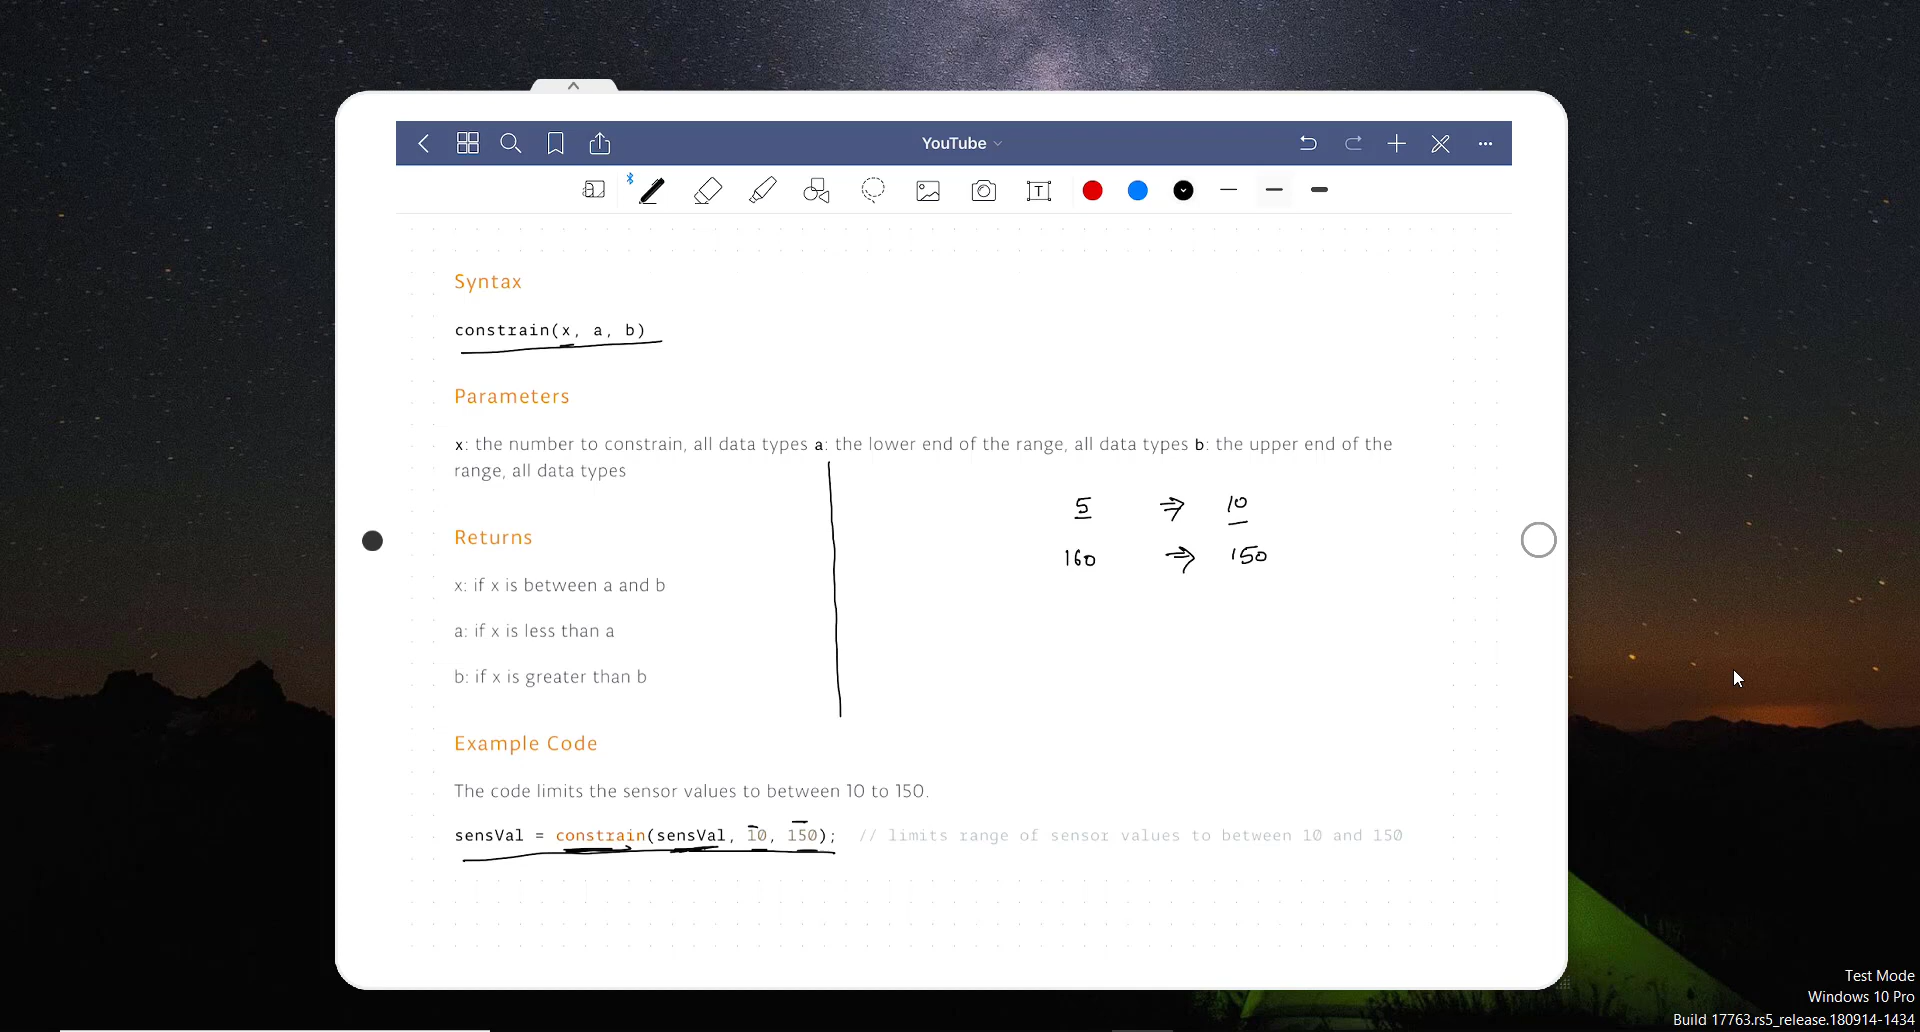 YouTube
T
Syntax
constrain(x, a, b)
Parameters
x: the number to constrain, all data types a: the lower end of the range, all data types b: the upper end of the
range, all data types
5 ⇒ 10
160 ⇒ 150
Returns
x: if x is between a and b
a: if x is less than a
b: if x is greater than b
Example Code
The code limits the sensor values to between 10 to 150.
sensVal = constrain(sensVal, 10, 150); // limits range of sensor values to between 10 and 150
Test Mode
Windows 10 Pro
Build 17763.rs5_release.180914-1434